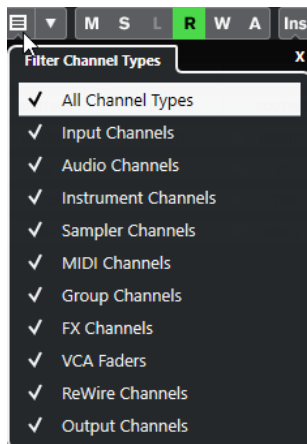 M S L R W A Ins
Filter Channel Types X
All Channel Types
Input Channels
Audio Channels
Instrument Channels
Sampler Channels
MIDI Channels
Group Channels
FX Channels
VCA Faders
ReWire Channels
Output Channels